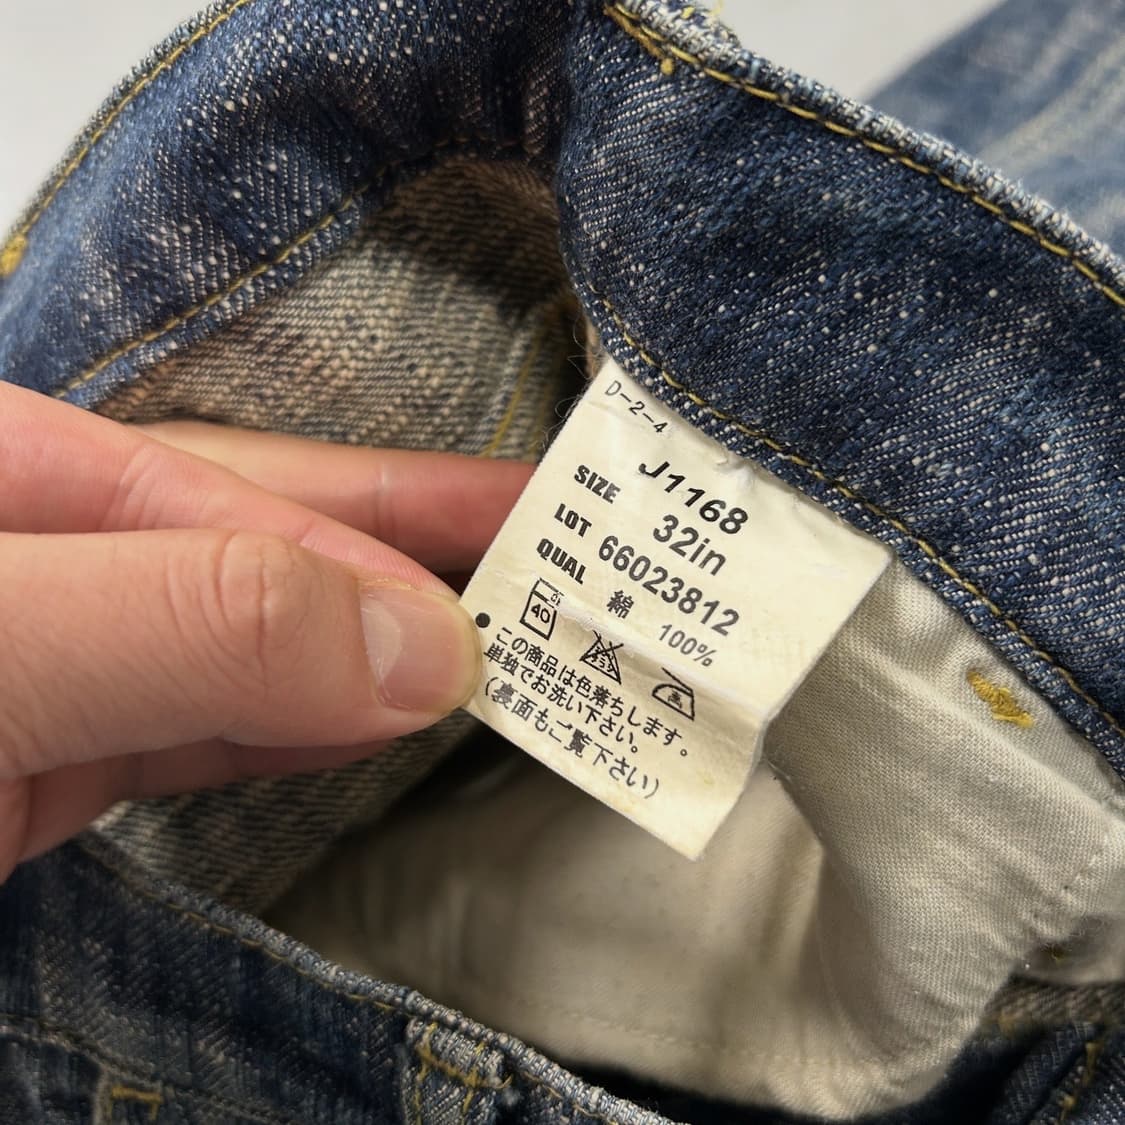 D-2-4
J1168
SIZE 32in
LOT 66023812
QUAL 綿 100%
40
●この商品は色落ちします。
単独でお洗い下さい。
(裏面もご覧下さい)